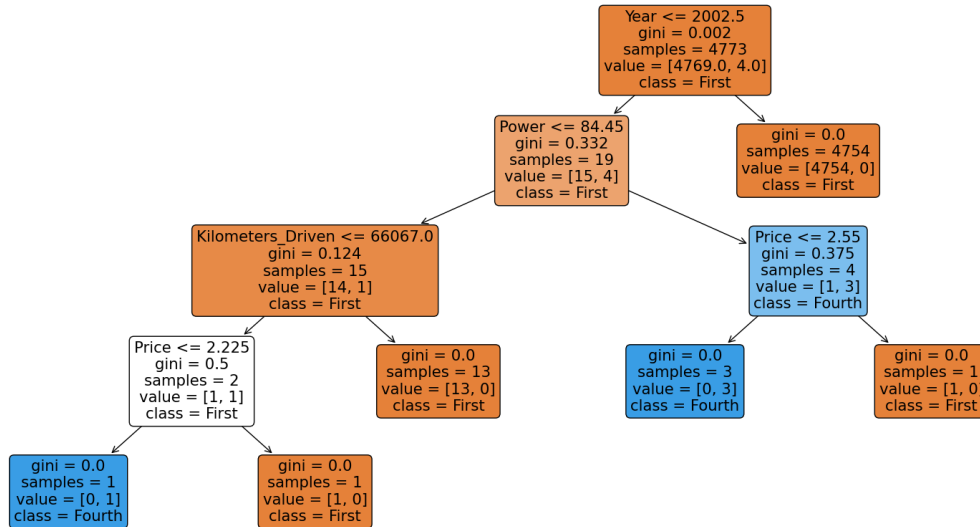 Year <= 2002.5
gini = 0.002
samples = 4773
value = [4769.0, 4.0]
class = First
Power <= 84.45
gini = 0.332
samples = 19
value = [15, 4]
class = First
gini = 0.0
samples = 4754
value = [4754, 0]
class = First
Kilometers_Driven <= 66067.0
gini = 0.124
samples = 15
value = [14, 1]
class = First
Price <= 2.55
gini = 0.375
samples = 4
value = [1, 3]
class = Fourth
Price <= 2.225
gini = 0.5
samples = 2
value = [1, 1]
class = First
gini = 0.0
samples = 13
value = [13, 0]
class = First
gini = 0.0
samples = 3
value = [0, 3]
class = Fourth
gini = 0.0
samples = 1
value = [1, 0]
class = First
gini = 0.0
samples = 1
value = [0, 1]
class = Fourth
gini = 0.0
samples = 1
value = [1, 0]
class = First